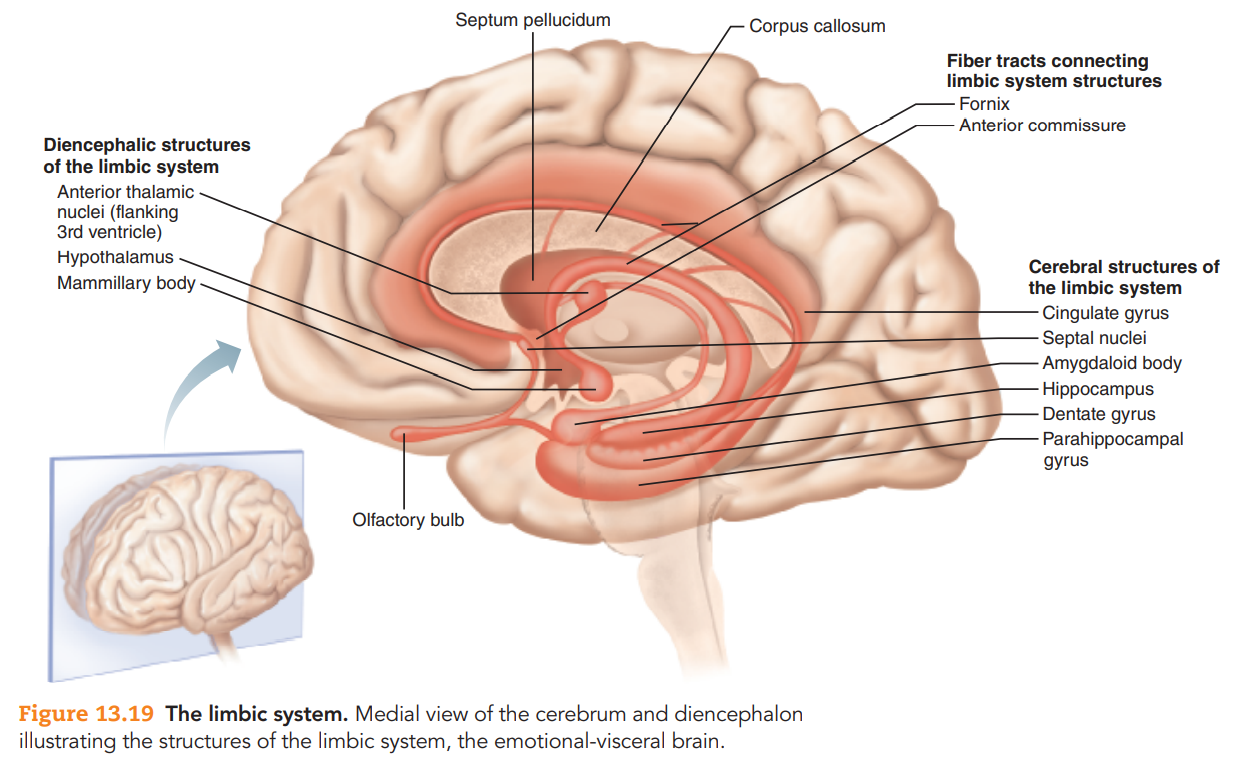 Septum pellucidum
Corpus callosum
Fiber tracts connecting
limbic system structures
Fornix
Anterior commissure
Diencephalic structures
of the limbic system
Anterior thalamic
nuclei (flanking
3rd ventricle)
Hypothalamus
Mammillary body
Cerebral structures of
the limbic system
Cingulate gyrus
Septal nuclei
Amygdaloid body
Hippocampus
Dentate gyrus
Parahippocampal
gyrus
Olfactory bulb
Figure 13.19 The limbic system. Medial view of the cerebrum and diencephalon
illustrating the structures of the limbic system, the emotional-visceral brain.